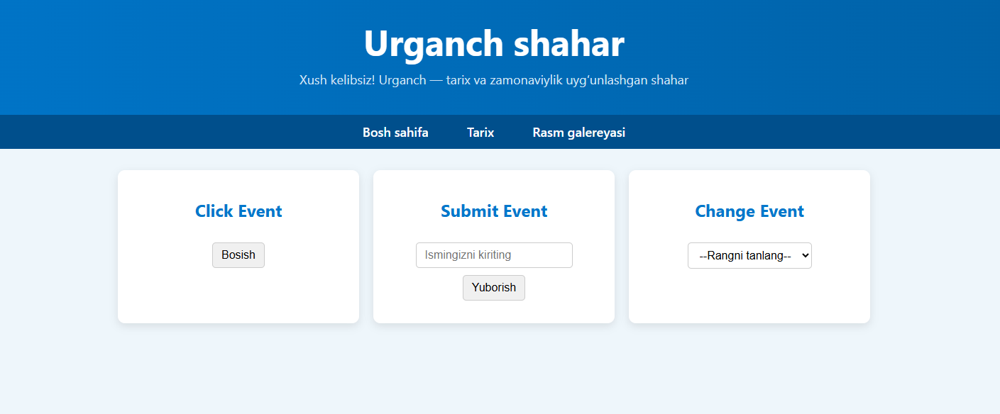 Urganch shahar
Xush kelibsiz! Urganch — tarix va zamonaviylik uyg‘unlashgan shahar
Bosh sahifa Tarix Rasm galereyasi
Click Event
Bosish
Submit Event
Ismingizni kiriting
Yuborish
Change Event
--Rangni tanlang--